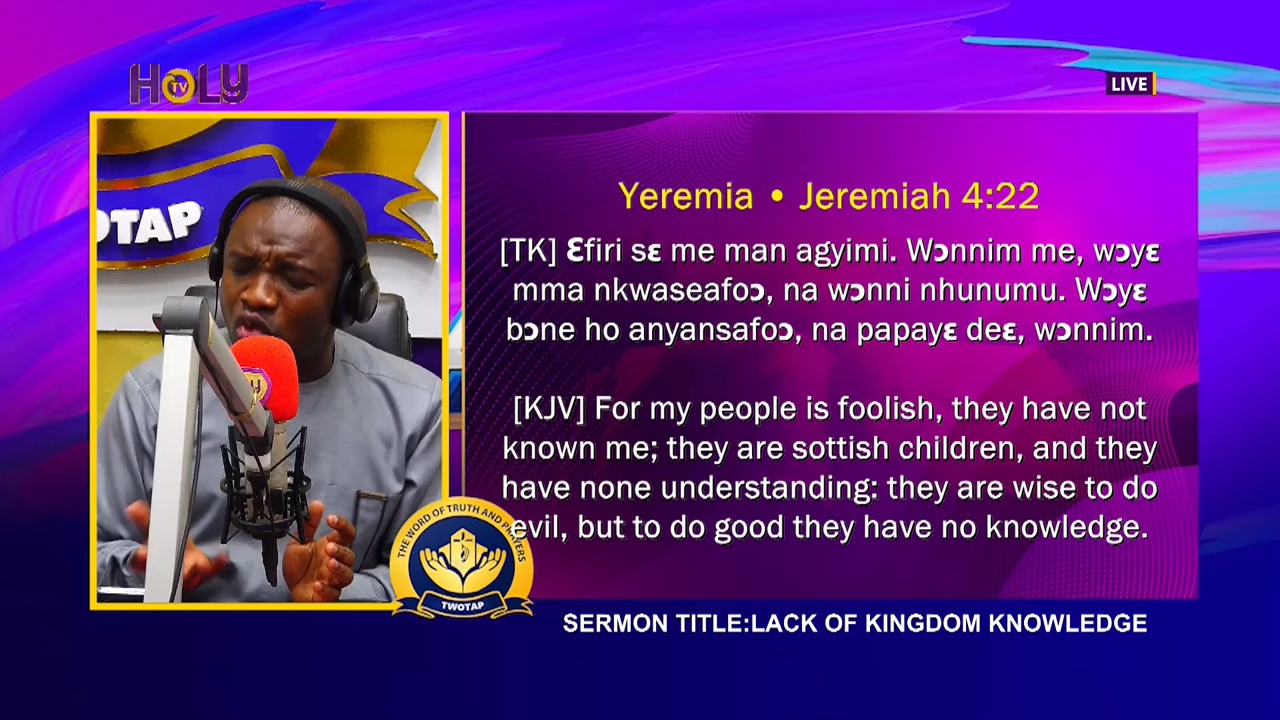 HOLY
TV
LIVE
OTAP
Yeremia • Jeremiah 4:22
[TK] Ɛfiri sɛ me man agyimi. Wɔnnim me, wɔyɛ
mma nkwaseafoɔ, na wɔnni nhunumu. Wɔyɛ
bɔne ho anyansafoɔ, na papayɛ deɛ, wɔnnim.
[KJV] For my people is foolish, they have not
known me; they are sottish children, and they
have none understanding: they are wise to do
evil, but to do good they have no knowledge.
THE WORD OF TRUTH AND PRAYERS
TWOTAP
SERMON TITLE:LACK OF KINGDOM KNOWLEDGE